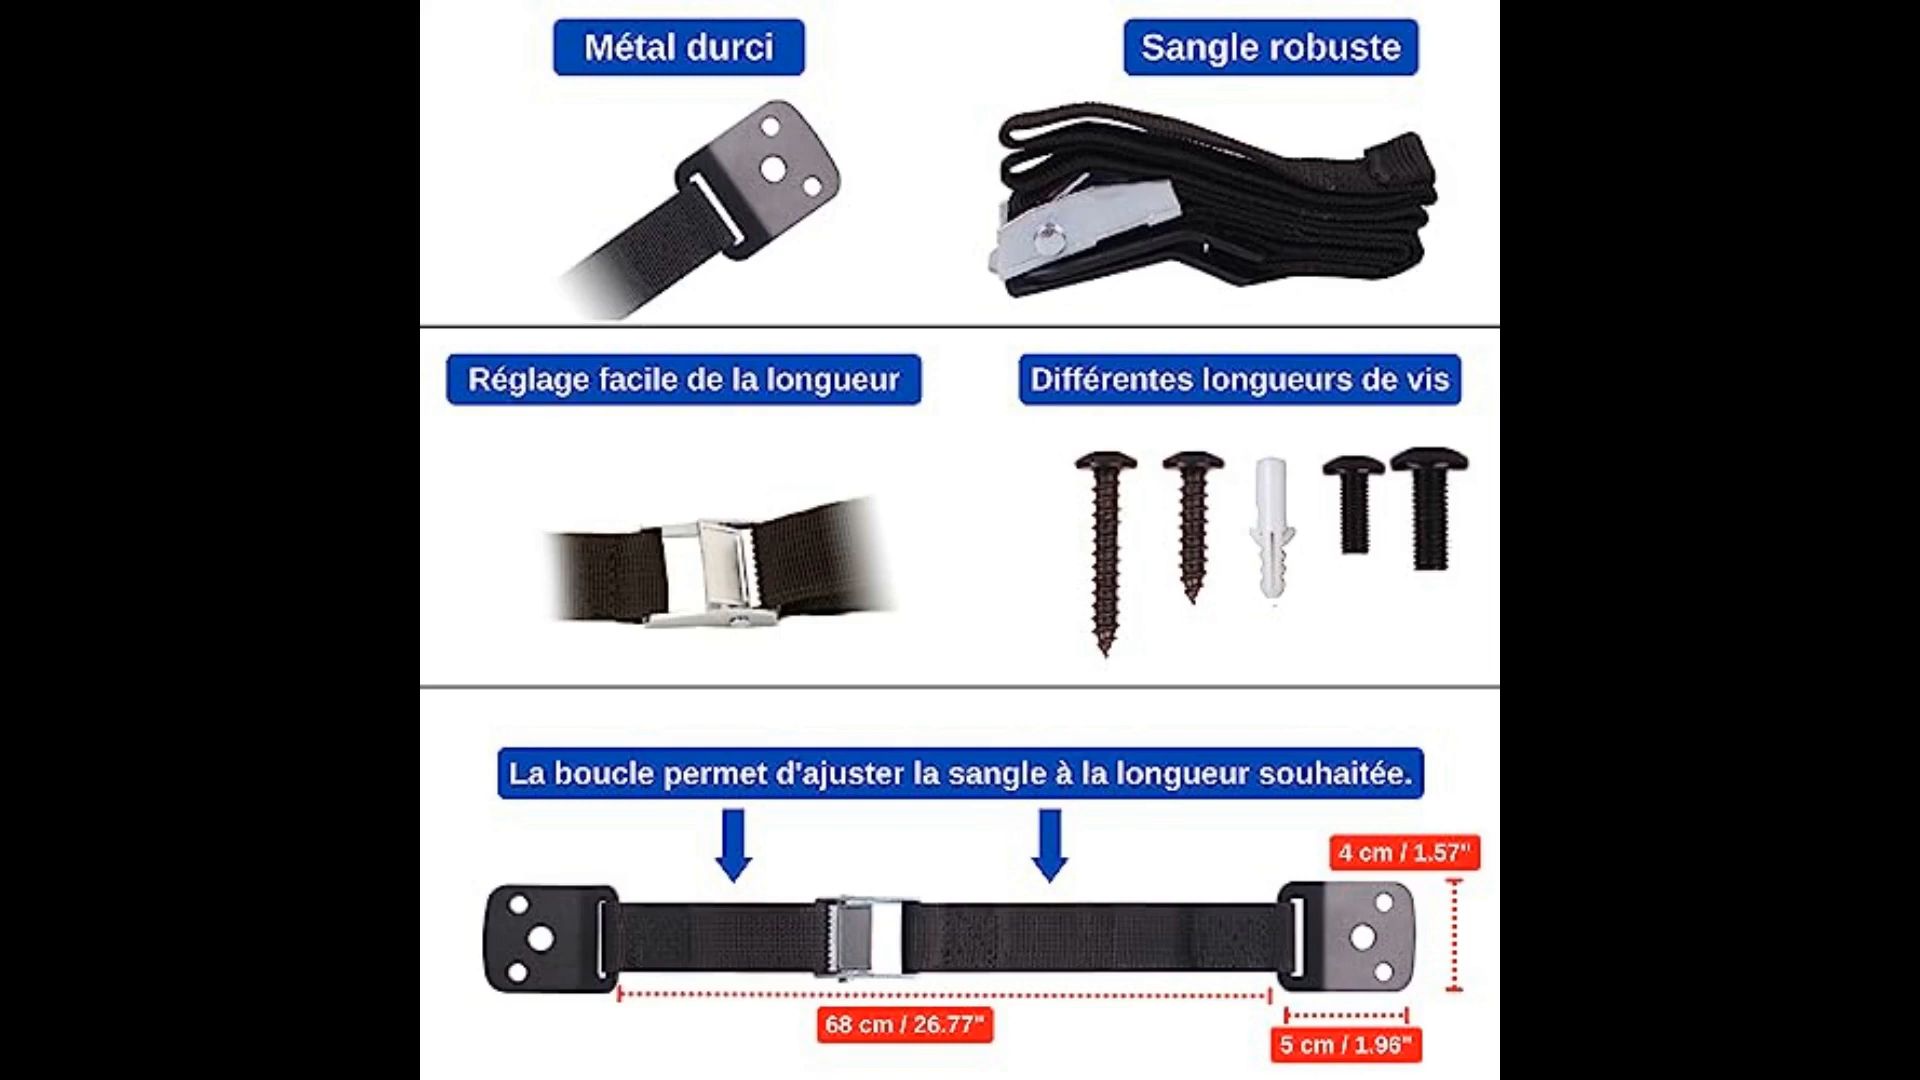 Métal durci
Sangle robuste
Réglage facile de la longueur
Différentes longueurs de vis
La boucle permet d'ajuster la sangle à la longueur souhaitée.
4 cm / 1.57"
68 cm / 26.77"
5 cm / 1.96"